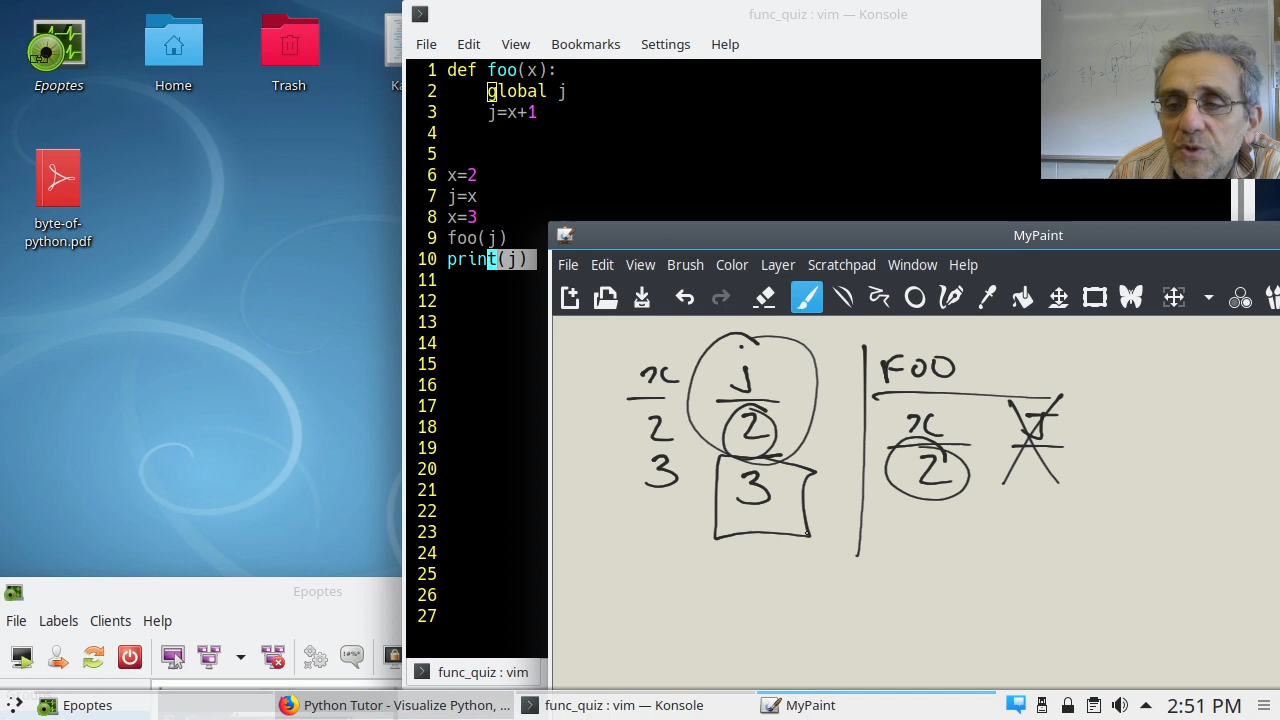 Epoptes
Home
Trash
Ka
byte-of-
python.pdf
func_quiz : vim — Konsole
File Edit View Bookmarks Settings Help
1 def foo(x):
2 global j
3 j=x+1
4
5
6 x=2
7 j=x
8 x=3
9 foo(j)
10 print(j)
11
12
13
14
15
16
17
18
19
20
21
22
23
24
25
26
27
func_quiz : vim
MyPaint
File Edit View Brush Color Layer Scratchpad Window Help
x j
2 2
3 3
FOO
x J
2
Epoptes
File Labels Clients Help
Epoptes
Python Tutor - Visualize Python, ...
func_quiz : vim — Konsole
MyPaint
2:51 PM